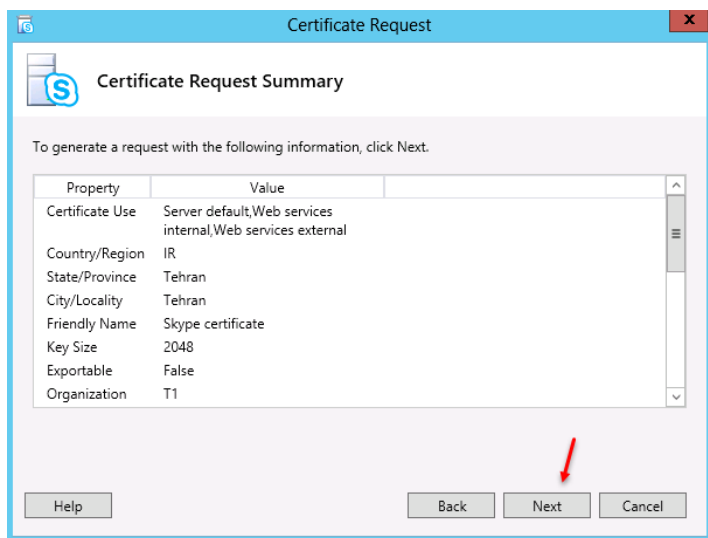 Certificate Request
x
Certificate Request Summary
To generate a request with the following information, click Next.
Property Value
Certificate Use Server default,Web services
internal,Web services external
Country/Region IR
State/Province Tehran
City/Locality Tehran
Friendly Name Skype certificate
Key Size 2048
Exportable False
Organization T1
Help Back Next Cancel